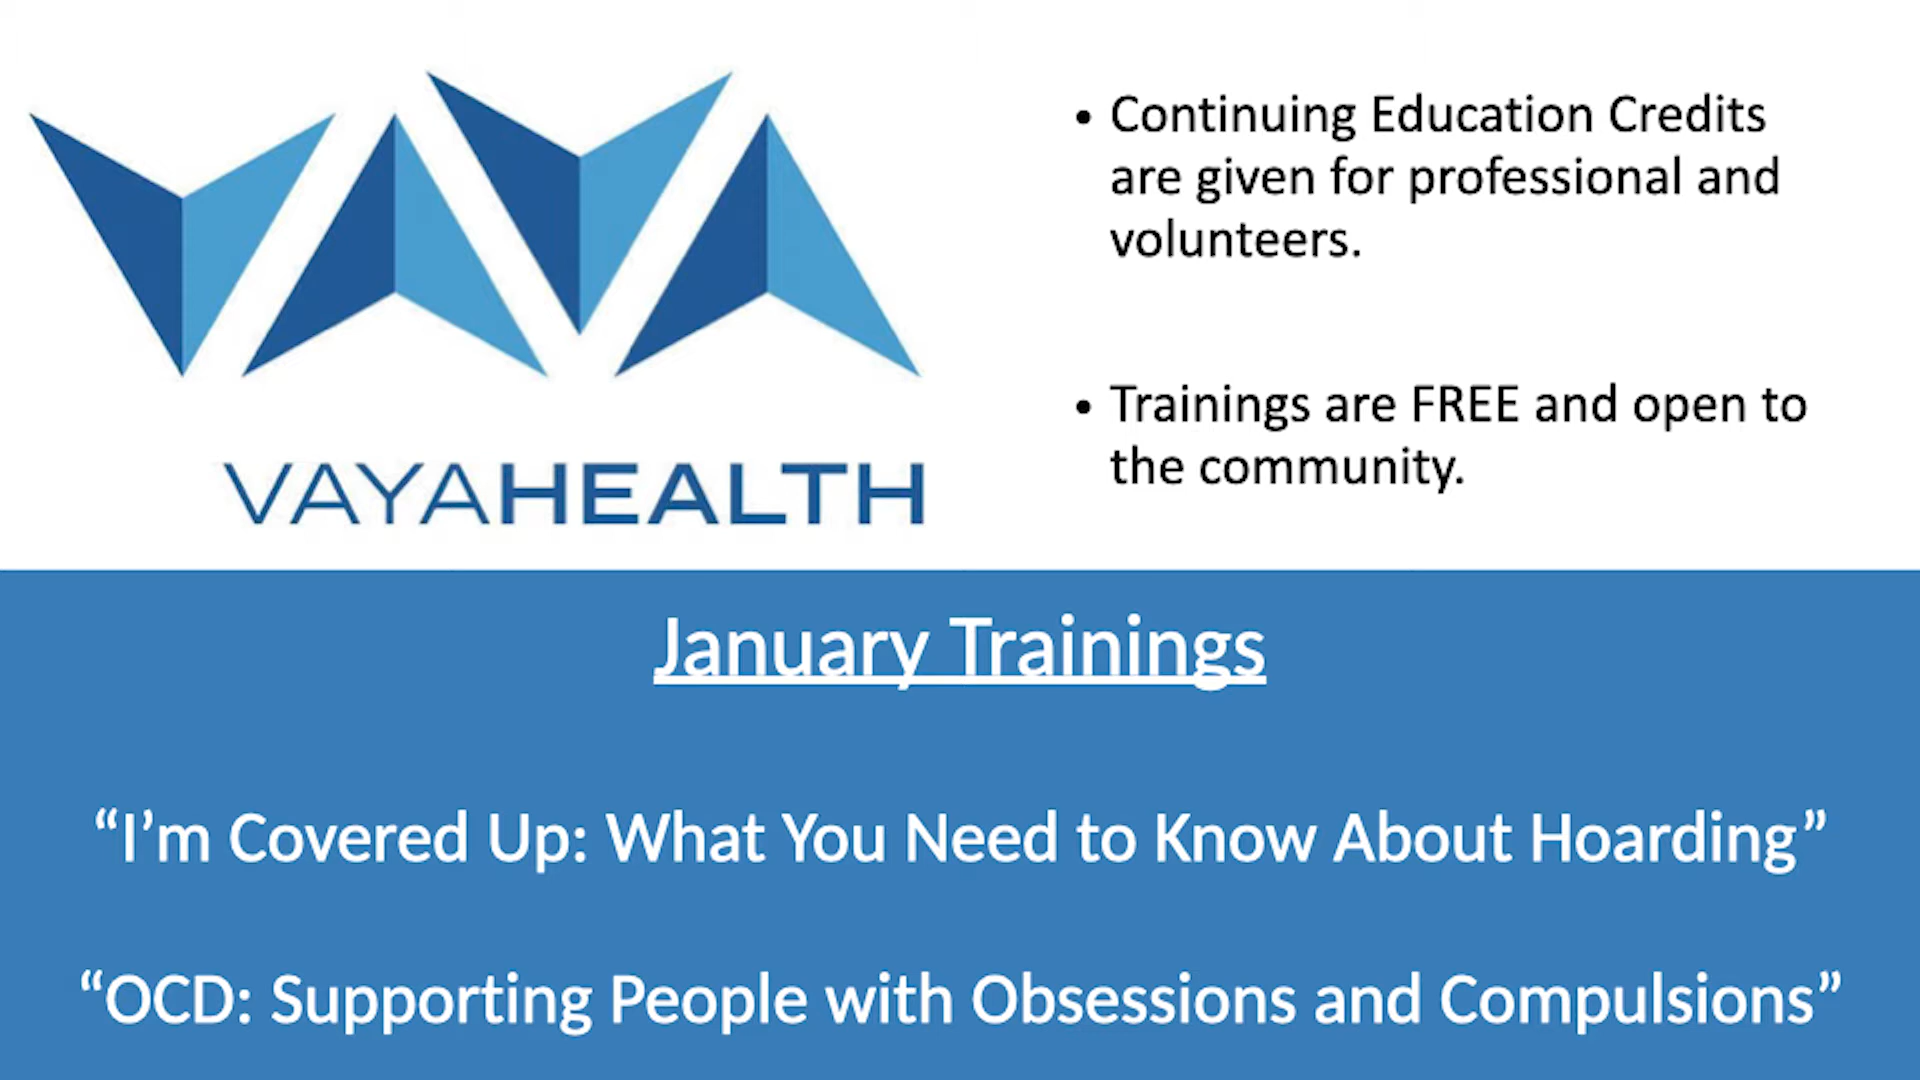 VAYAHEALTH
• Continuing Education Credits
are given for professional and
volunteers.
• Trainings are FREE and open to
the community.
January Trainings
“I’m Covered Up: What You Need to Know About Hoarding”
“OCD: Supporting People with Obsessions and Compulsions”